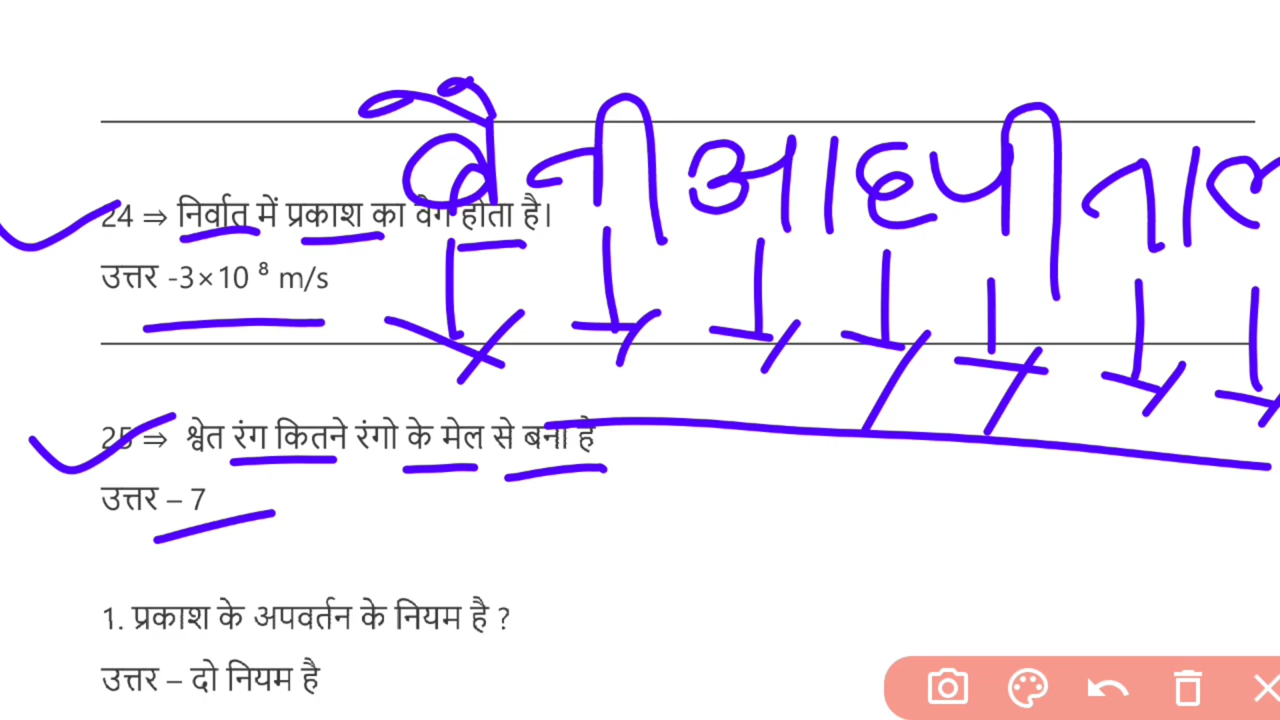 बैनीआहपीनाल
24 ⇒ निर्वात में प्रकाश का वेग होता है।
उत्तर -3×10 ⁸ m/s
25 ⇒ श्वेत रंग कितने रंगो के मेल से बना है
उत्तर – 7
1. प्रकाश के अपवर्तन के नियम है ?
उत्तर – दो नियम है